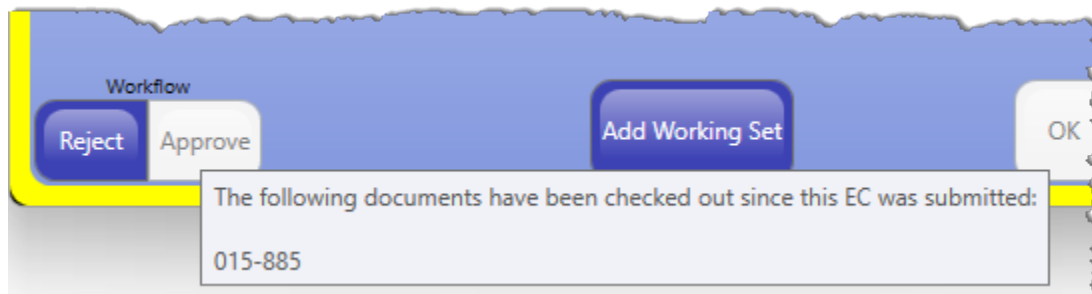 Workflow
Reject
Approve
Add Working Set
OK
The following documents have been checked out since this EC was submitted:
015-885